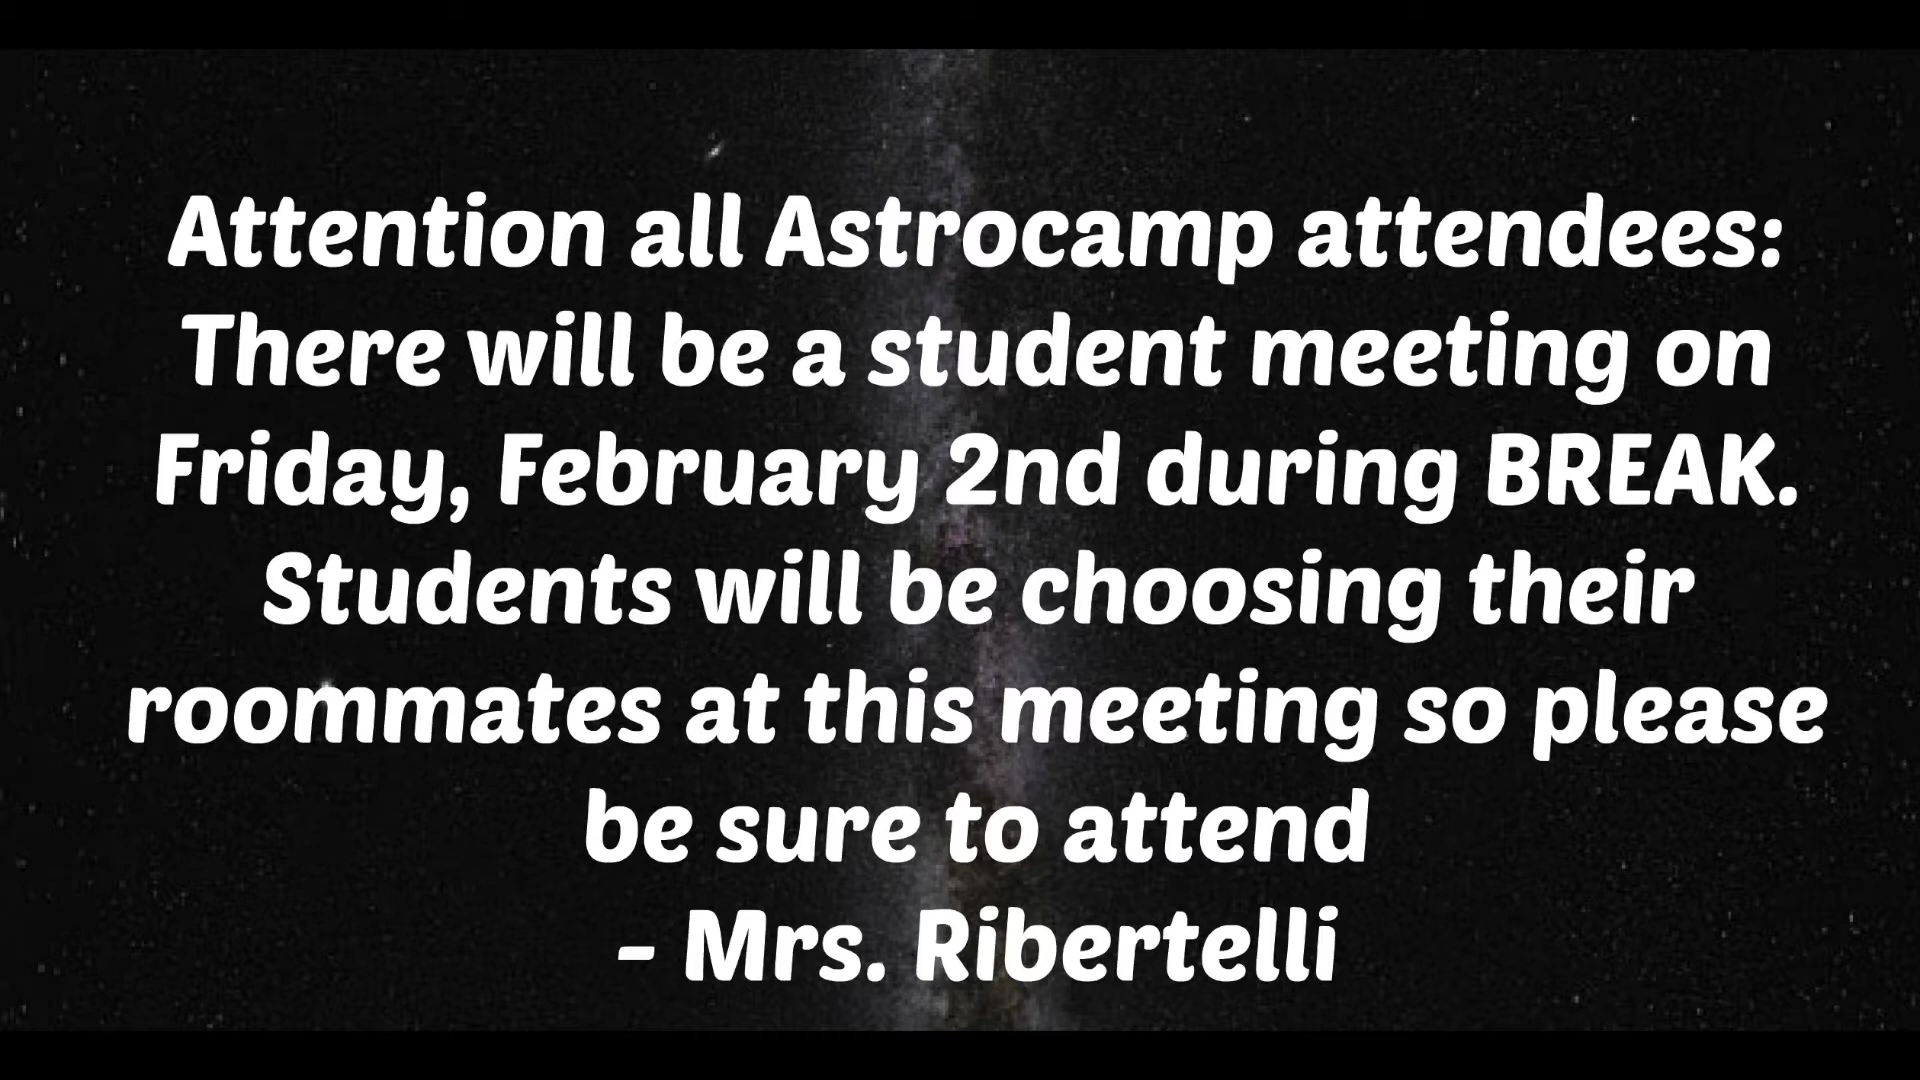 Attention all Astrocamp attendees:
There will be a student meeting on
Friday, February 2nd during BREAK.
Students will be choosing their
roommates at this meeting so please
be sure to attend
- Mrs. Ribertelli